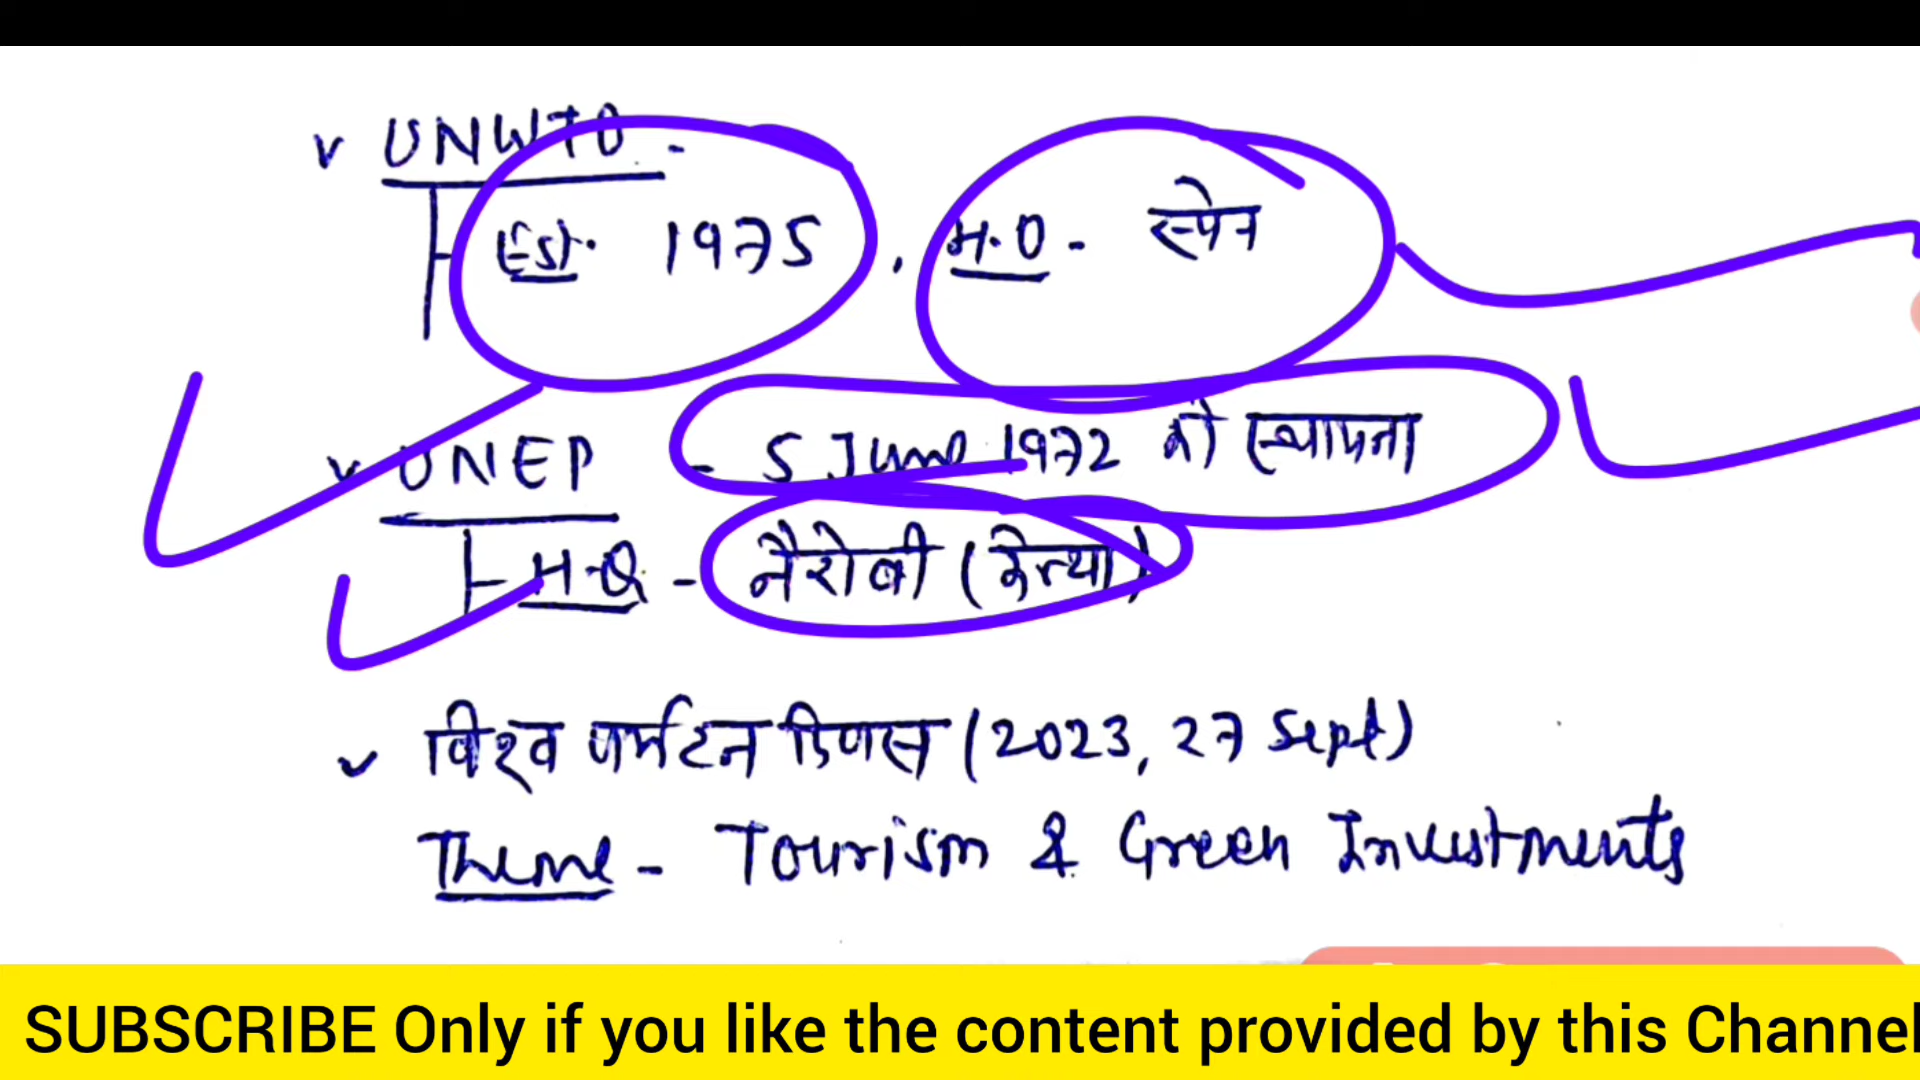 UNWTO -
Est. 1975, H.O - स्पेन
UNEP - 5 June 1972 को स्थापना
H.Q - नैरोबी (केन्या)
विश्व पर्यटन दिवस (2023, 27 Sept)
Theme - Tourism & Green Investments
SUBSCRIBE Only if you like the content provided by this Channel